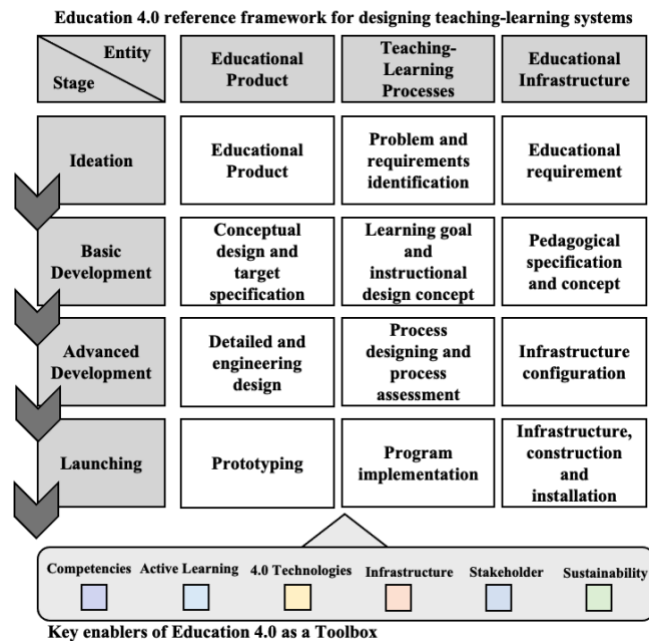 Education 4.0 reference framework for designing teaching-learning systems
Entity
Stage
Educational
Product
Teaching-
Learning
Processes
Educational
Infrastructure
Ideation
Educational
Product
Problem and
requirements
identification
Educational
requirement
Basic
Development
Conceptual
design and
target
specification
Learning goal
and
instructional
design concept
Pedagogical
specification
and concept
Advanced
Development
Detailed and
engineering
design
Process
designing and
process
assessment
Infrastructure
configuration
Launching
Prototyping
Program
implementation
Infrastructure,
construction
and
installation
Competencies
Active Learning
4.0 Technologies
Infrastructure
Stakeholder
Sustainability
Key enablers of Education 4.0 as a Toolbox